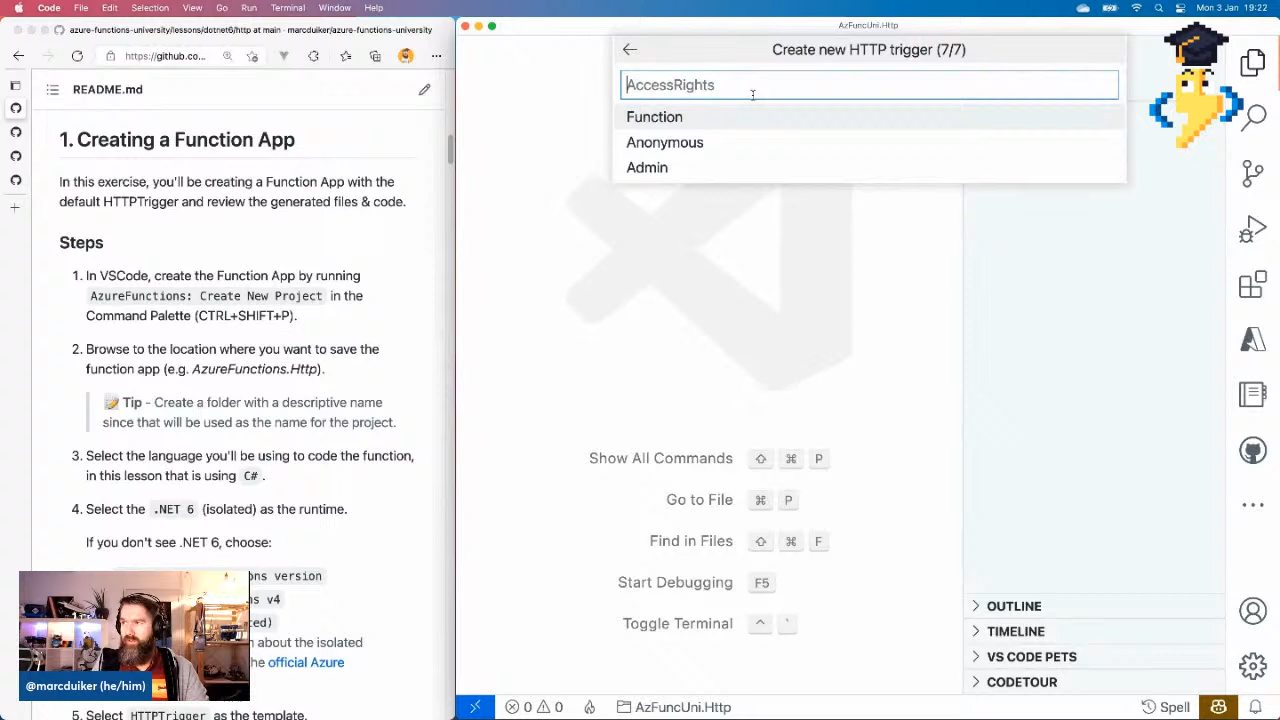 Code File Edit Selection View Go Run Terminal Window Help
Mon 3 Jan 19:22
azure-functions-university/lessons/dotnet6/http at main · marcduiker/azure-functions-university
https://github.co...
README.md
1. Creating a Function App
In this exercise, you'll be creating a Function App with the
default HTTPTrigger and review the generated files & code.
Steps
1. In VSCode, create the Function App by running
AzureFunctions: Create New Project in the
Command Palette (CTRL+SHIFT+P).
2. Browse to the location where you want to save the
function app (e.g. AzureFunctions.Http).
Tip - Create a folder with a descriptive name
since that will be used as the name for the project.
3. Select the language you'll be using to code the function,
in this lesson that is using C#.
4. Select the .NET 6 (isolated) as the runtime.
If you don't see .NET 6, choose:
version
v4
about the isolated
official Azure
5. Select HTTPTrigger as the template.
@marcduiker (he/him)
AzFuncUni.Http
Create new HTTP trigger (7/7)
AccessRights
Function
Anonymous
Admin
Show All Commands ⇧ ⌘ P
Go to File ⌘ P
Find in Files ⇧ ⌘ F
Start Debugging F5
Toggle Terminal ^ `
OUTLINE
TIMELINE
VS CODE PETS
CODETOUR
0 0 AzFuncUni.Http
Spell